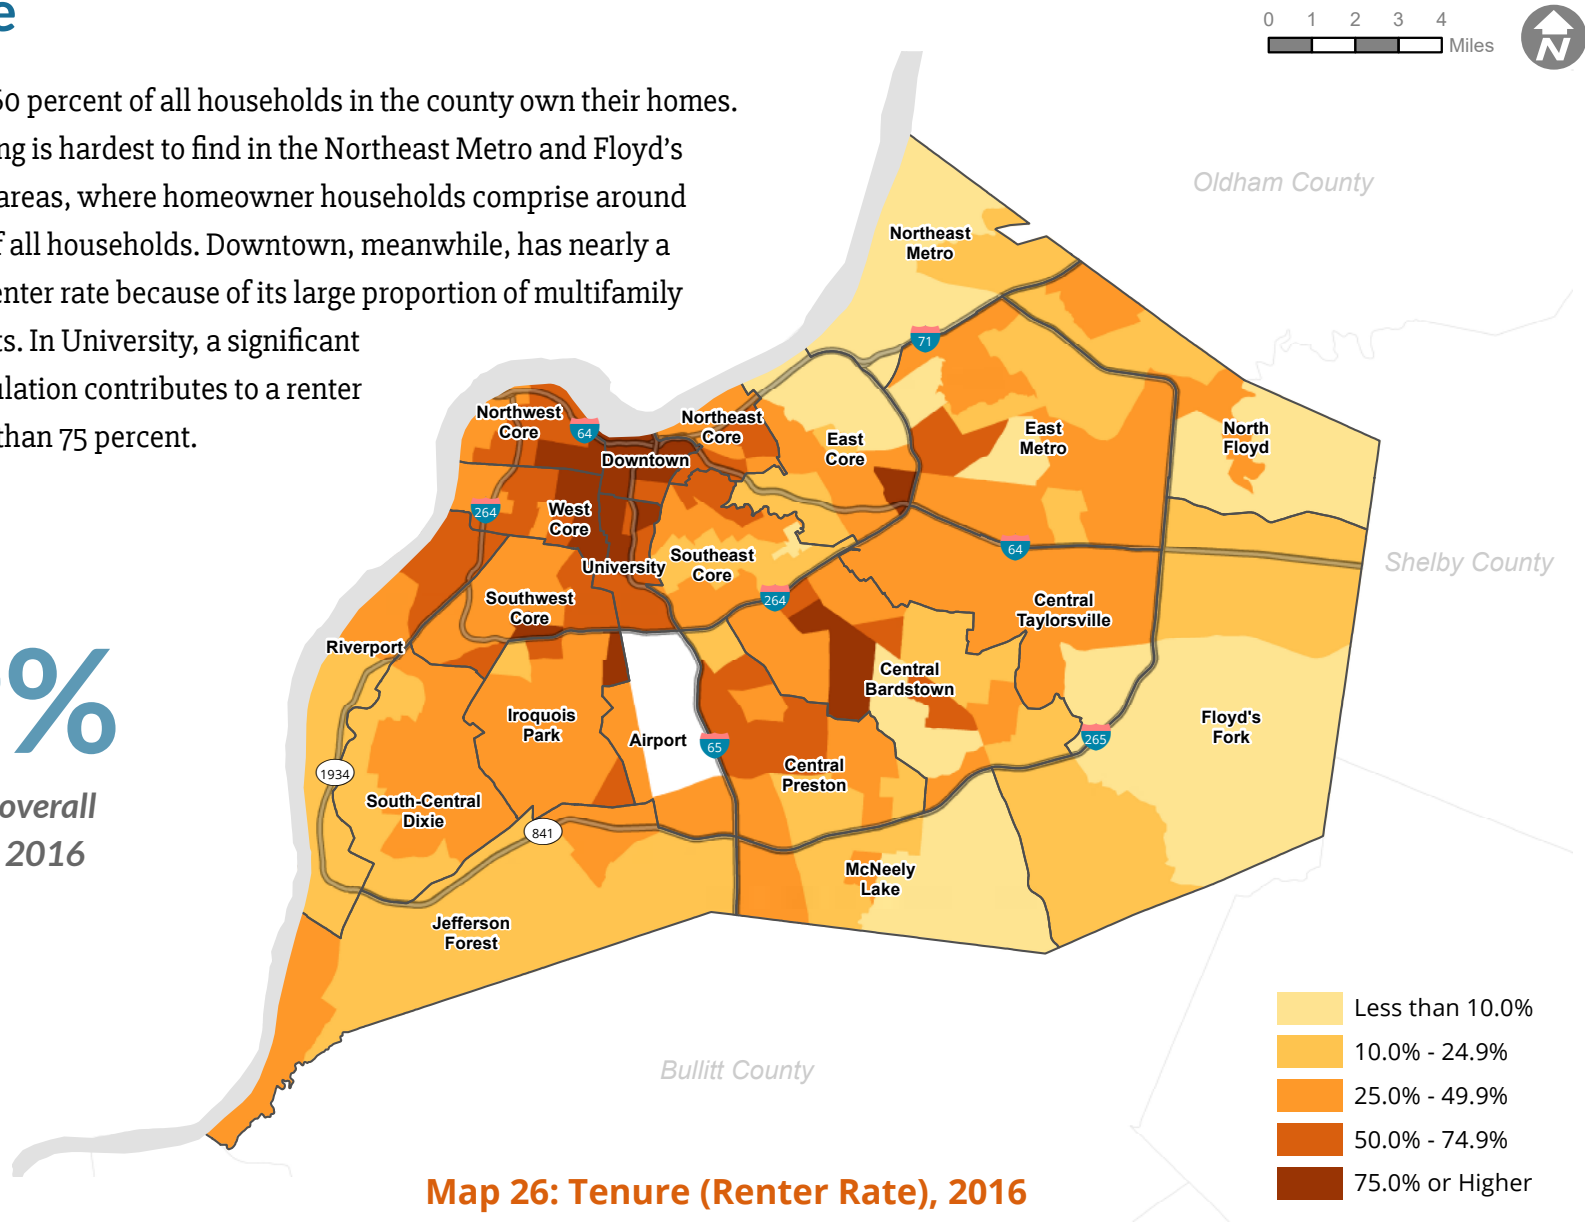 e
0 1 2 3 4
Miles
N
60 percent of all households in the county own their homes.
ng is hardest to find in the Northeast Metro and Floyd's
areas, where homeowner households comprise around
f all households. Downtown, meanwhile, has nearly a
enter rate because of its large proportion of multifamily
ts. In University, a significant
ulation contributes to a renter
than 75 percent.
Oldham County
Northeast
Metro
71
Northwest
Core
64
Northeast
Core
Downtown
East
Core
East
Metro
North
Floyd
264
West
Core
64
Shelby County
University
Southeast
Core
264
Southwest
Core
Central
Taylorsville
Riverport
Central
Bardstown
%
Iroquois
Park
Airport
65
265
Floyd's
Fork
1934
Central
Preston
overall
2016
South-Central
Dixie
841
McNeely
Lake
Jefferson
Forest
Bullitt County
Less than 10.0%
10.0% - 24.9%
25.0% - 49.9%
50.0% - 74.9%
75.0% or Higher
Map 26: Tenure (Renter Rate), 2016